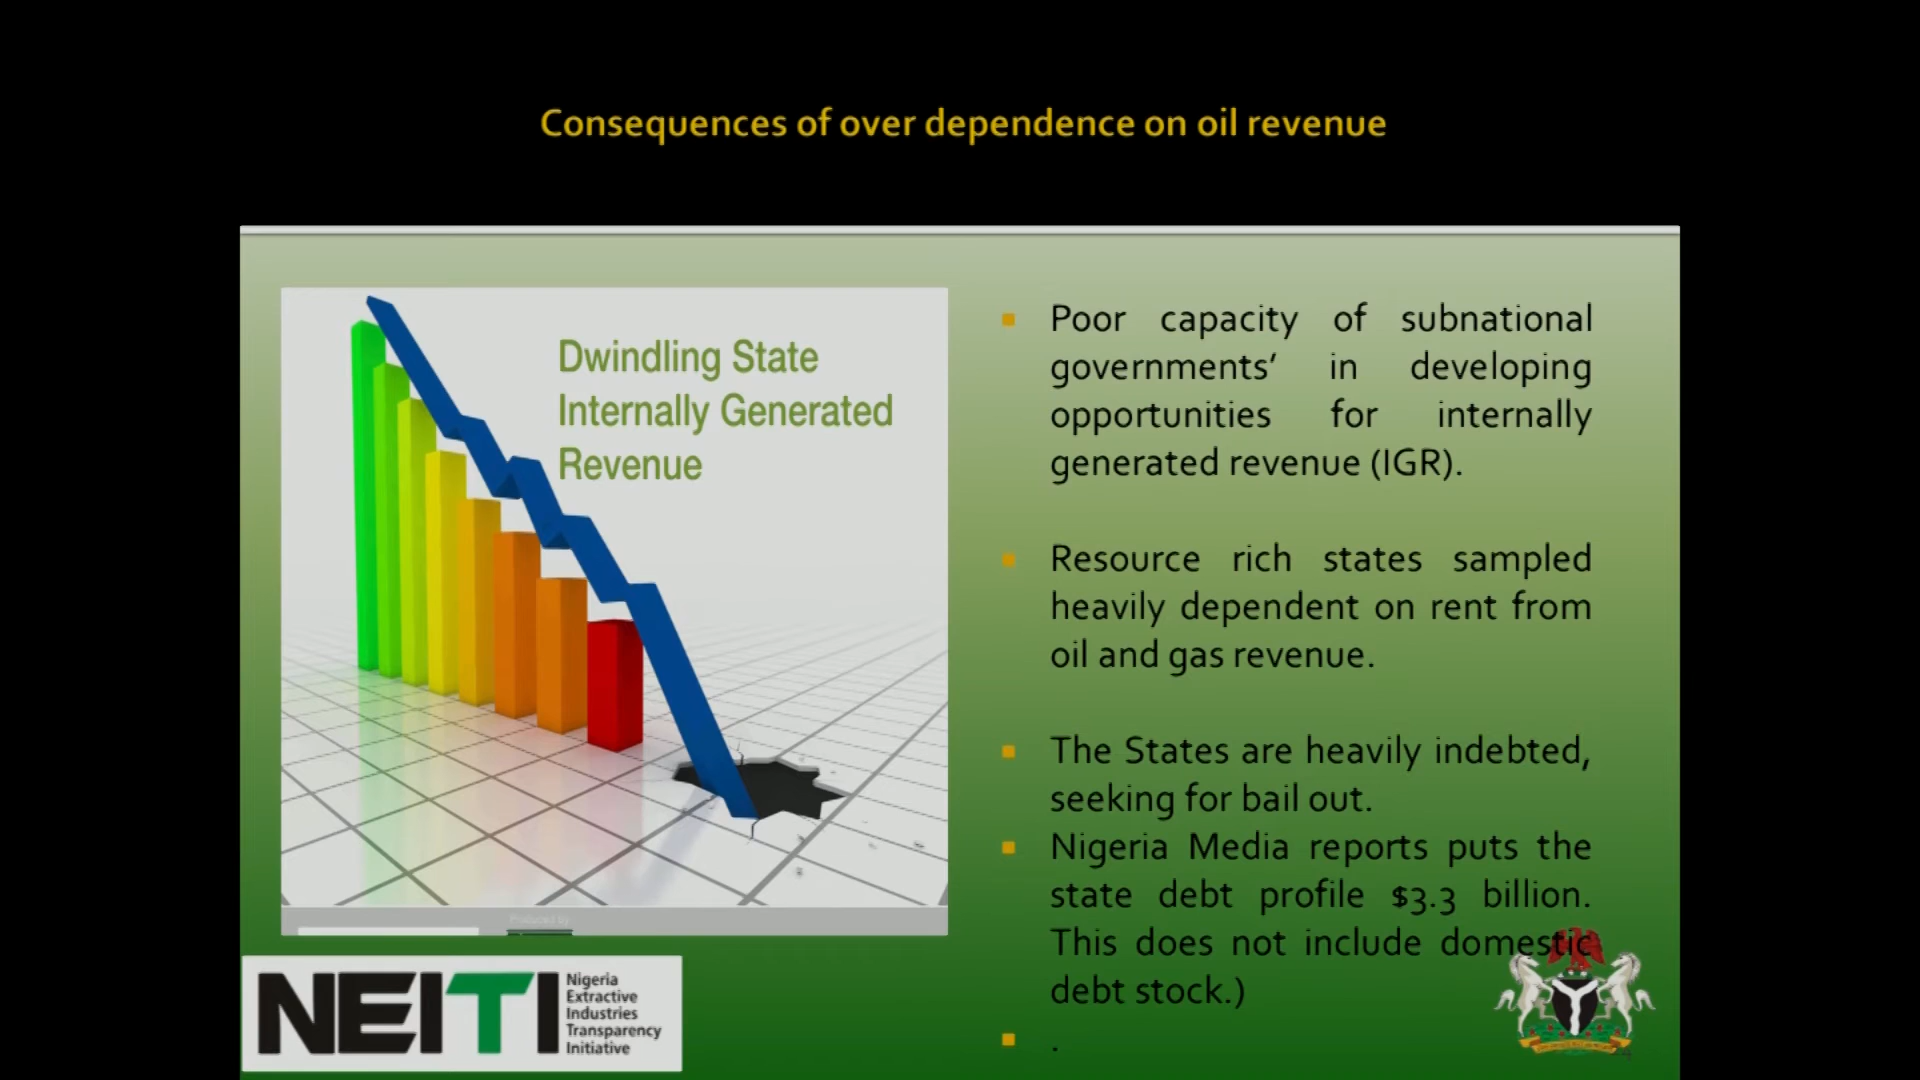 Consequences of over dependence on oil revenue
Dwindling State
Internally Generated
Revenue
Produced by
NEITI
Nigeria
Extractive
Industries
Transparency
Initiative
Poor capacity of subnational
governments’ in developing
opportunities for internally
generated revenue (IGR).
Resource rich states sampled
heavily dependent on rent from
oil and gas revenue.
The States are heavily indebted,
seeking for bail out.
Nigeria Media reports puts the
state debt profile $3.3 billion.
This does not include domestic
debt stock.)
.